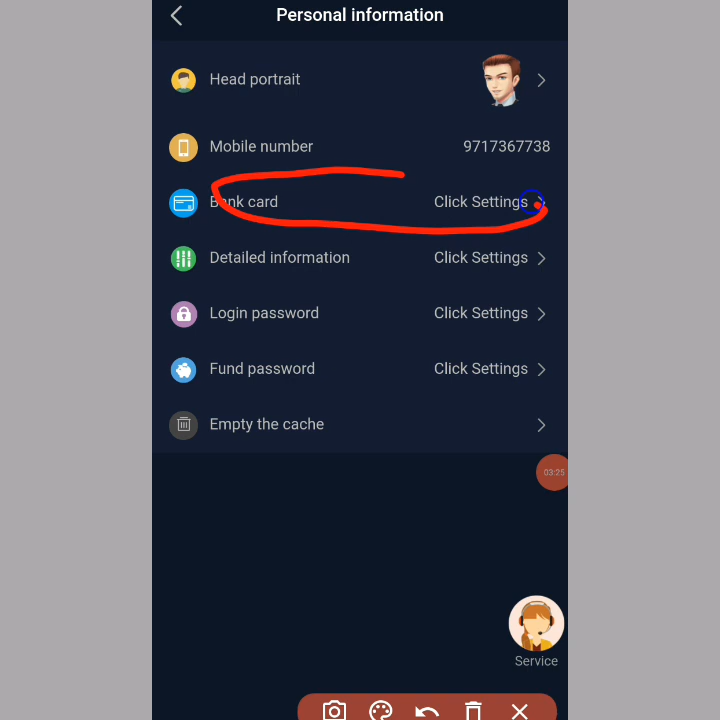 Personal information
Head portrait
Mobile number 9717367738
Bank card Click Settings
Detailed information Click Settings
Login password Click Settings
Fund password Click Settings
Empty the cache
03:25
Service